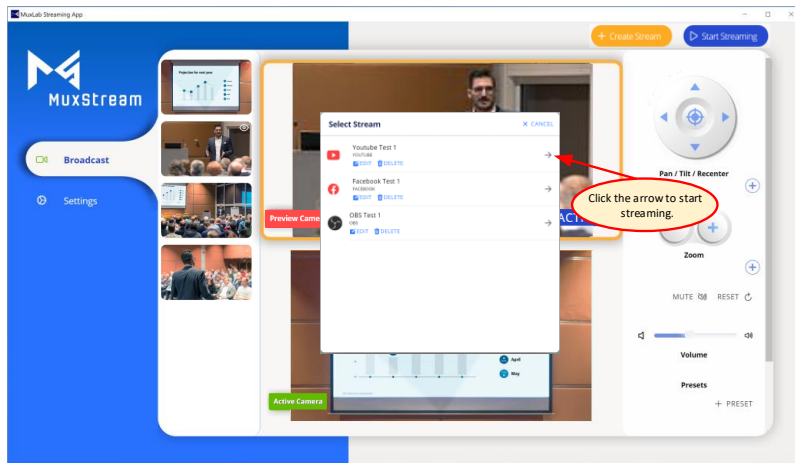 MuxLab Streaming App
+ Create Stream
Start Streaming
MuxStream
Broadcast
Settings
Projection for next year
Select Stream
× CANCEL
Youtube Test 1
YOUTUBE
EDIT DELETE
Facebook Test 1
FACEBOOK
EDIT DELETE
OBS Test 1
OBS
EDIT DELETE
Preview Came
ACTI
Click the arrow to start
streaming.
April
May
Active Camera
Pan / Tilt / Recenter
Zoom
MUTE RESET
Volume
Presets
+ PRESET